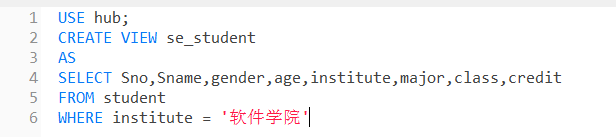 1 USE hub;
2 CREATE VIEW se_student
3 AS
4 SELECT Sno,Sname,gender,age,institute,major,class,credit
5 FROM student
6 WHERE institute = '软件学院'